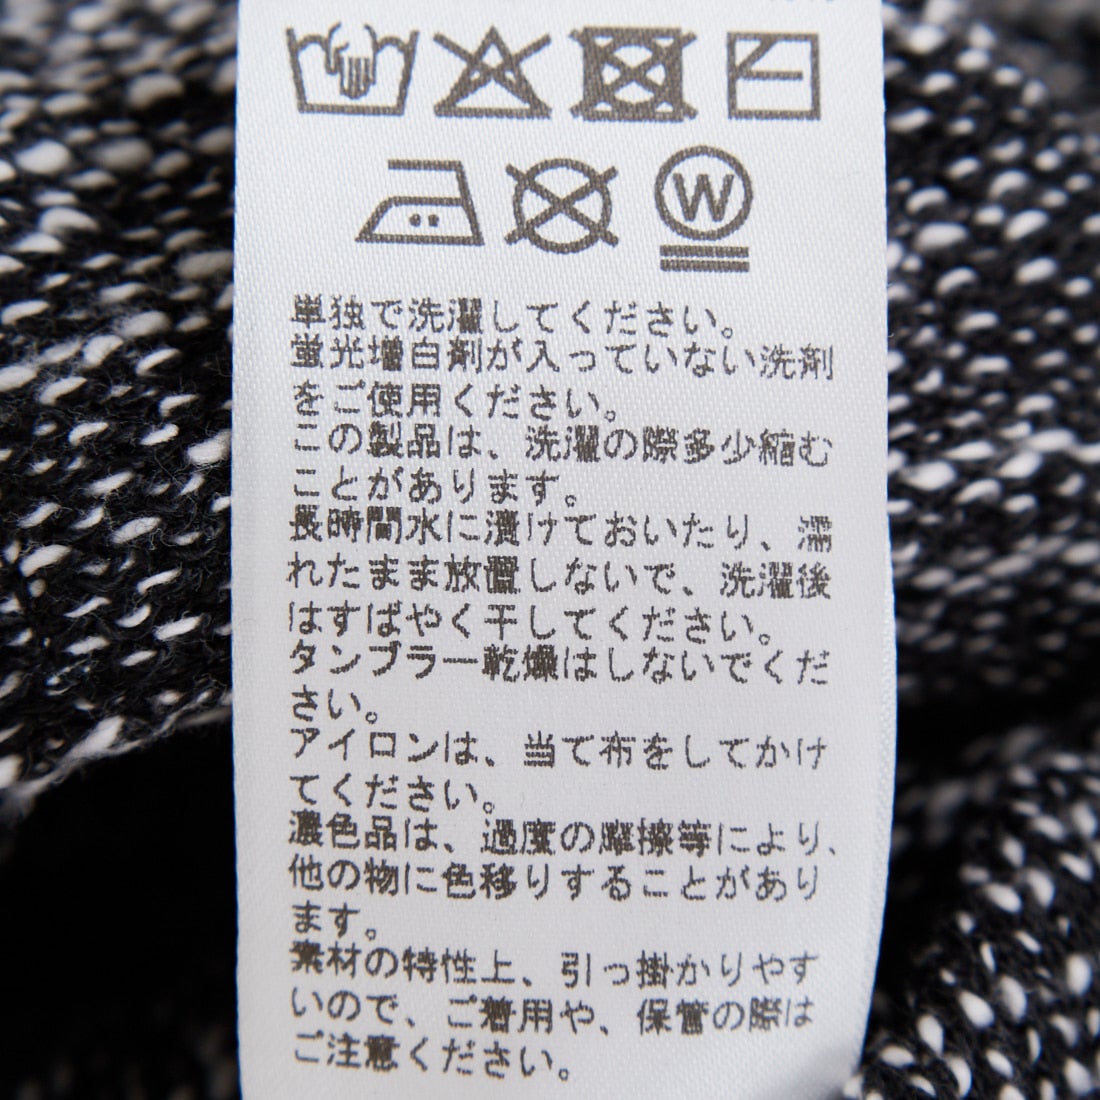 W
単独で洗濯してください。
蛍光増白剤が入っていない洗剤
をご使用ください。
この製品は、洗濯の際多少縮む
ことがあります。
長時間水に漬けておいたり、濡
れたまま放置しないで、洗濯後
はすばやく干してください。
タンブラー乾燥はしないでくだ
さい。
アイロンは、当て布をしてかけ
てください。
濃色品は、過度の摩擦等により、
他の物に色移りすることがあり
ます。
素材の特性上、引っ掛かりやす
いので、ご着用や、保管の際は
ご注意ください。